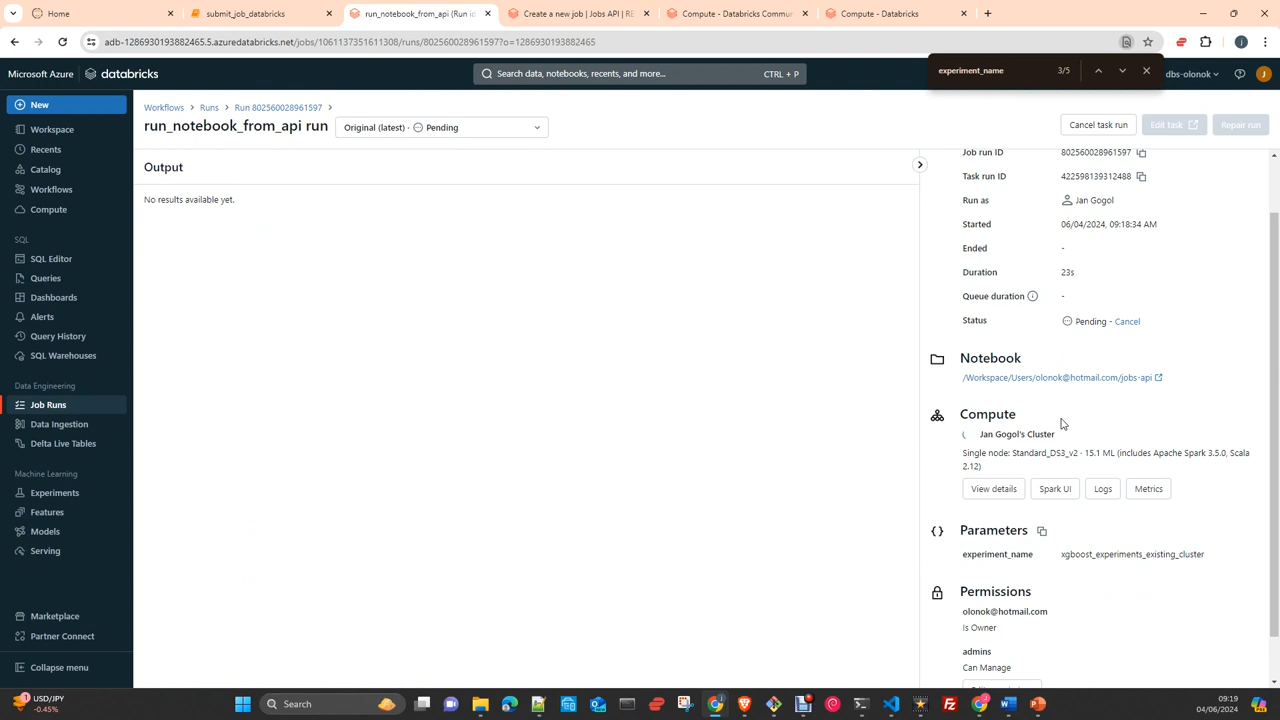 Home
submit_job_databricks
run_notebook_from_api (Run i
Create a new job | Jobs API | RE
Compute - Databricks Commun
Compute - Databricks
adb-1286930193882465.5.azuredatabricks.net/jobs/1061137351611308/runs/802560028961597?o=1286930193882465
experiment_name
3/5
Microsoft Azure
databricks
Search data, notebooks, recents, and more...
CTRL + P
dbs-olonok
J
New
Workspace
Recents
Catalog
Workflows
Compute
SQL
SQL Editor
Queries
Dashboards
Alerts
Query History
SQL Warehouses
Data Engineering
Job Runs
Data Ingestion
Delta Live Tables
Machine Learning
Experiments
Features
Models
Serving
Marketplace
Partner Connect
Collapse menu
Workflows
Runs
Run 802560028961597
run_notebook_from_api run
Original (latest) · Pending
Cancel task run
Edit task
Repair run
Output
No results available yet.
Job run ID 802560028961597
Task run ID 422598139312488
Run as Jan Gogol
Started 06/04/2024, 09:18:34 AM
Ended -
Duration 23s
Queue duration -
Status Pending - Cancel
Notebook
/Workspace/Users/olonok@hotmail.com/jobs-api
Compute
Jan Gogol's Cluster
Single node: Standard_DS3_v2 · 15.1 ML (includes Apache Spark 3.5.0, Scala
2.12)
View details
Spark UI
Logs
Metrics
Parameters
experiment_name xgboost_experiments_existing_cluster
Permissions
olonok@hotmail.com
Is Owner
admins
Can Manage
USD/JPY
-0.45%
Search
09:19
04/06/2024